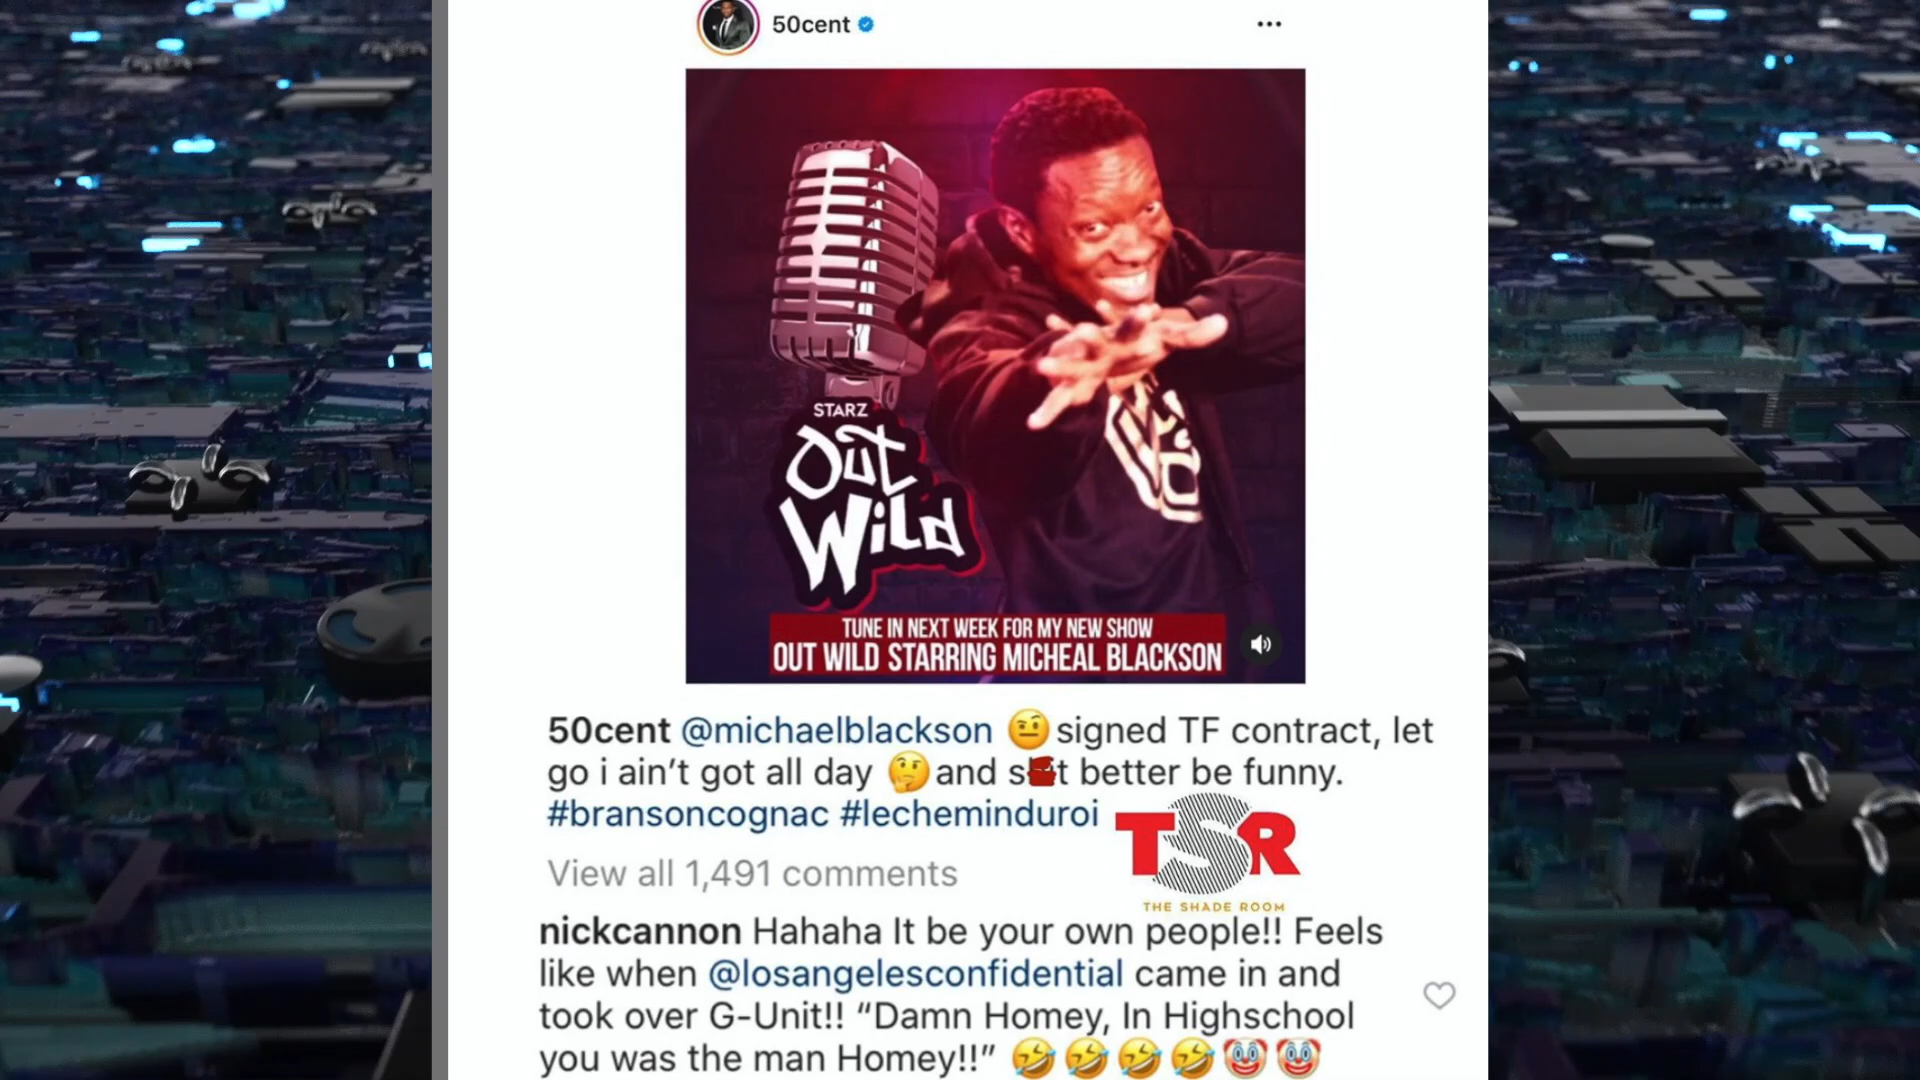 50cent
STARZ
Out
Wild
TUNE IN NEXT WEEK FOR MY NEW SHOW
OUT WILD STARRING MICHEAL BLACKSON
50cent @michaelblackson 🤨 signed TF contract, let
go i ain’t got all day 🤔 and s t better be funny.
#bransoncognac #lecheminduroi
TSR
THE SHADE ROOM
View all 1,491 comments
nickcannon Hahaha It be your own people!! Feels
like when @losangelesconfidential came in and
took over G-Unit!! “Damn Homey, In Highschool
you was the man Homey!!” 🤣🤣🤣🤣🤡🤡